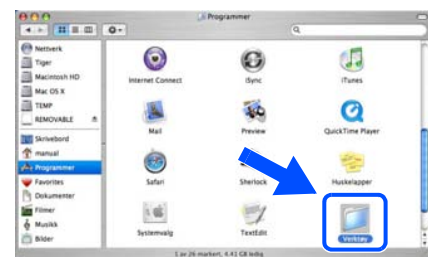 Programmer
Nettverk
Tiger
Macintosh HD
Mac OS X
TEMP
REMOVABLE
Skrivebord
manual
Programmer
Favorites
Dokumenter
Filmer
Musikk
Bilder
Internet Connect
iSync
iTunes
Mail
Preview
QuickTime Player
Safari
Sherlock
Huskelapper
Systemvalg
TextEdit
Verktøy
1 av 26 markert, 4.41 GB ledig